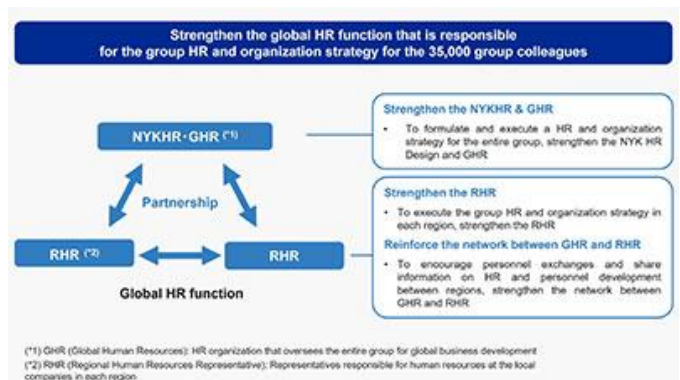 Strengthen the global HR function that is responsible
for the group HR and organization strategy for the 35,000 group colleagues
NYKHR・GHR (*1)
Partnership
RHR (*2)
RHR
Global HR function
Strengthen the NYKHR & GHR
• To formulate and execute a HR and organization
strategy for the entire group, strengthen the NYK HR
Design and GHR
Strengthen the RHR
• To execute the group HR and organization strategy in
each region, strengthen the RHR
Reinforce the network between GHR and RHR
• To encourage personnel exchanges and share
information on HR and personnel development
between regions, strengthen the network between
GHR and RHR
(*1) GHR (Global Human Resources): HR organization that oversees the entire group for global business development
(*2) RHR (Regional Human Resources Representative): Representatives responsible for human resources at the local
companies in each region